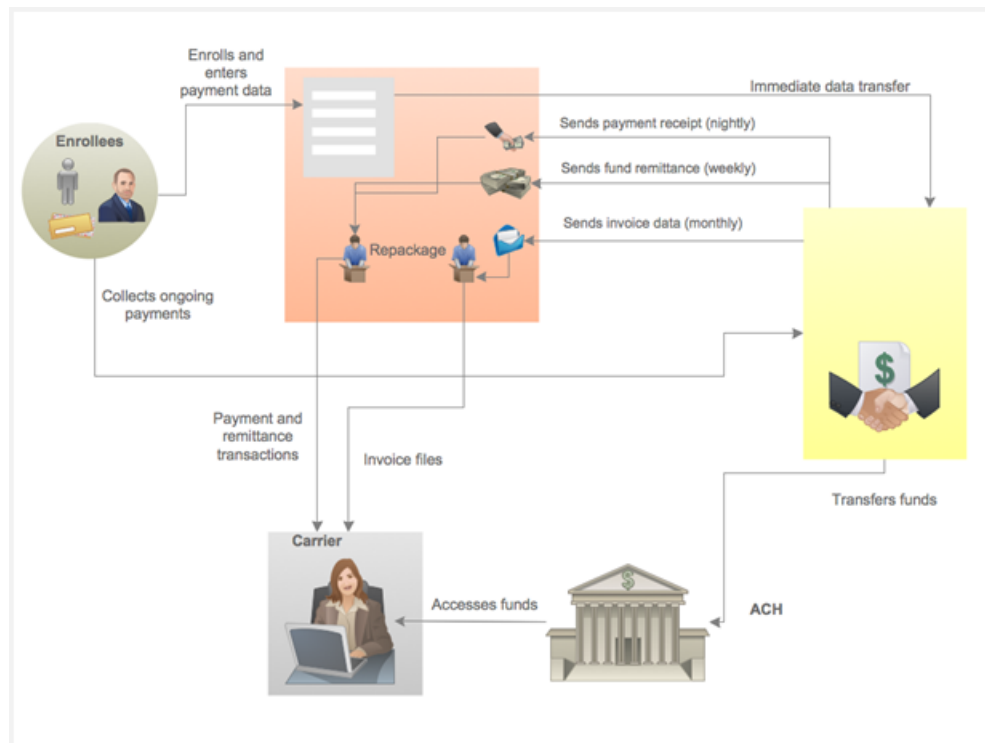 Enrolls and
enters
payment data
Immediate data transfer
Sends payment receipt (nightly)
Enrollees
Sends fund remittance (weekly)
Sends invoice data (monthly)
Repackage
Collects ongoing
payments
$
Payment and
remittance
transactions
Invoice files
Transfers funds
Carrier
$
Accesses funds
ACH